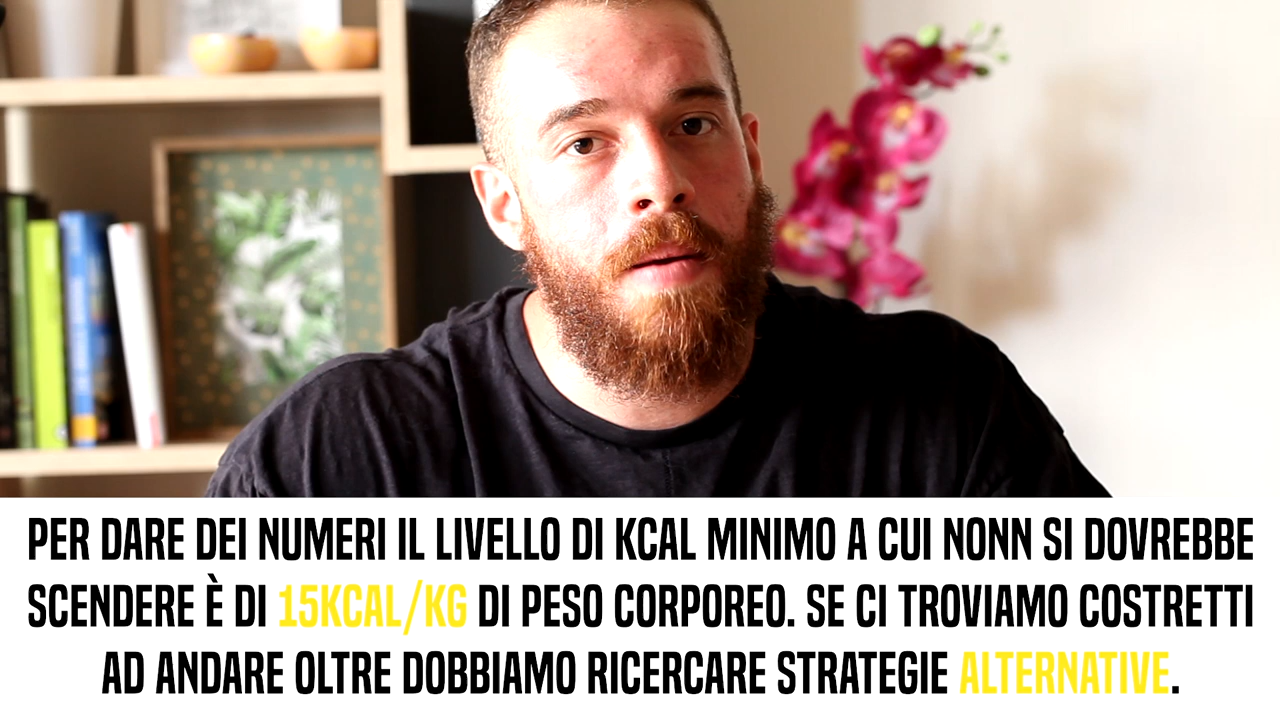 PER DARE DEI NUMERI IL LIVELLO DI KCAL MINIMO A CUI NONN SI DOVREBBE
SCENDERE È DI 15KCAL/KG DI PESO CORPOREO. SE CI TROVIAMO COSTRETTI
AD ANDARE OLTRE DOBBIAMO RICERCARE STRATEGIE ALTERNATIVE.